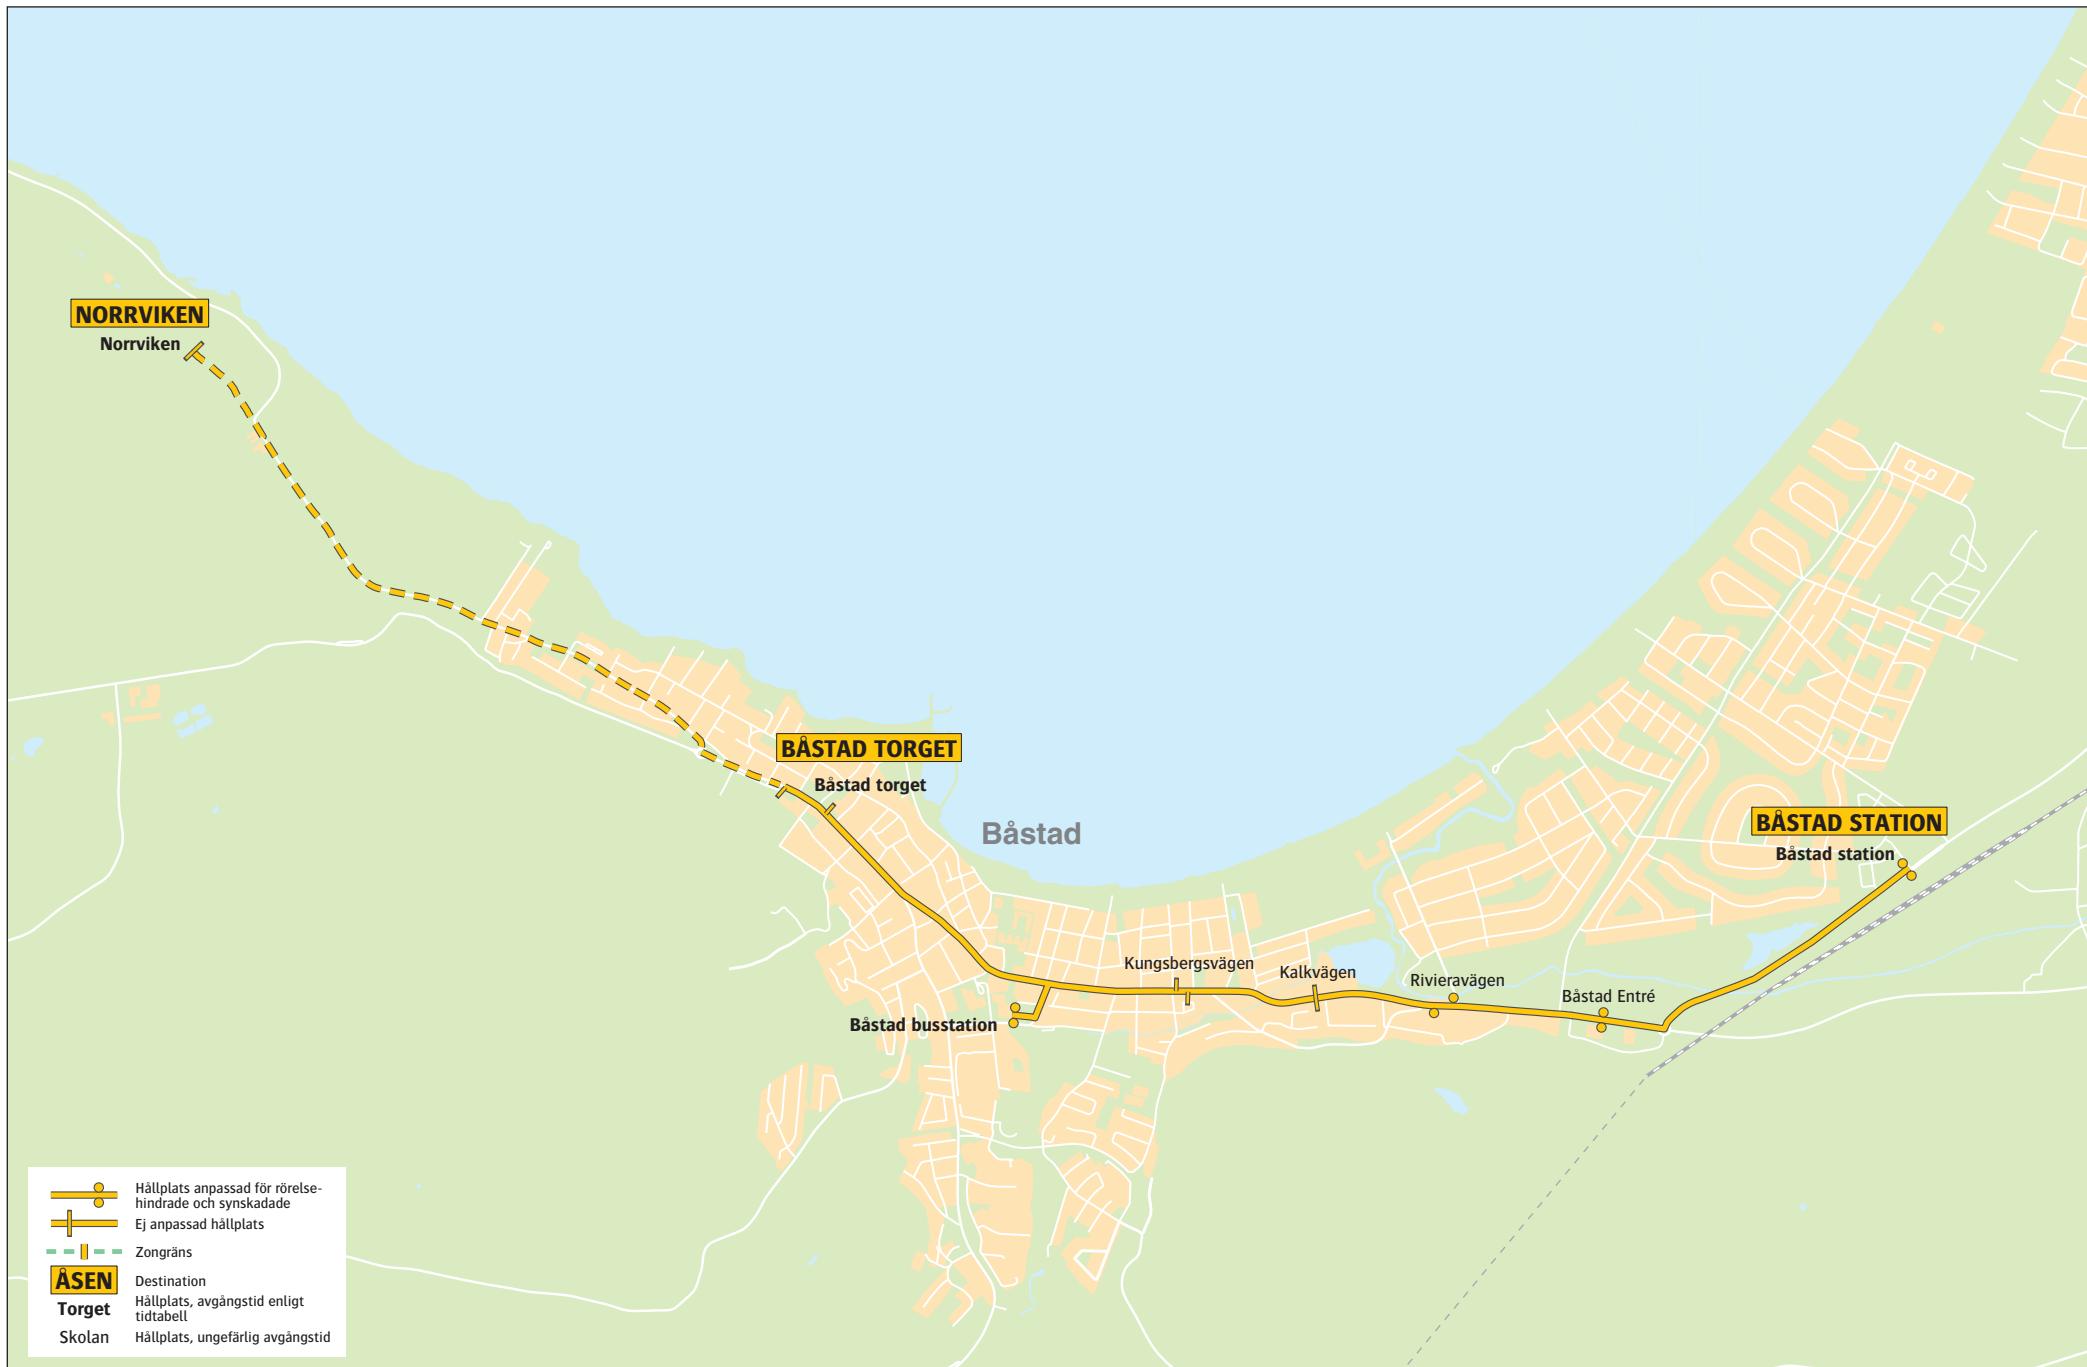 NORRVIKEN
Norrviken
BÅSTAD TORGET
Båstad torget
Båstad
BÅSTAD STATION
Båstad station
Kungsbergsvägen
Kalkvägen
Rivieravägen
Båstad Entré
Båstad busstation
Hållplats anpassad för rörelse-
hindrade och synskadade
Ej anpassad hållplats
Zongräns
ÅSEN Destination
Torget Hållplats, avgångstid enligt
tidtabell
Skolan Hållplats, ungefärlig avgångstid